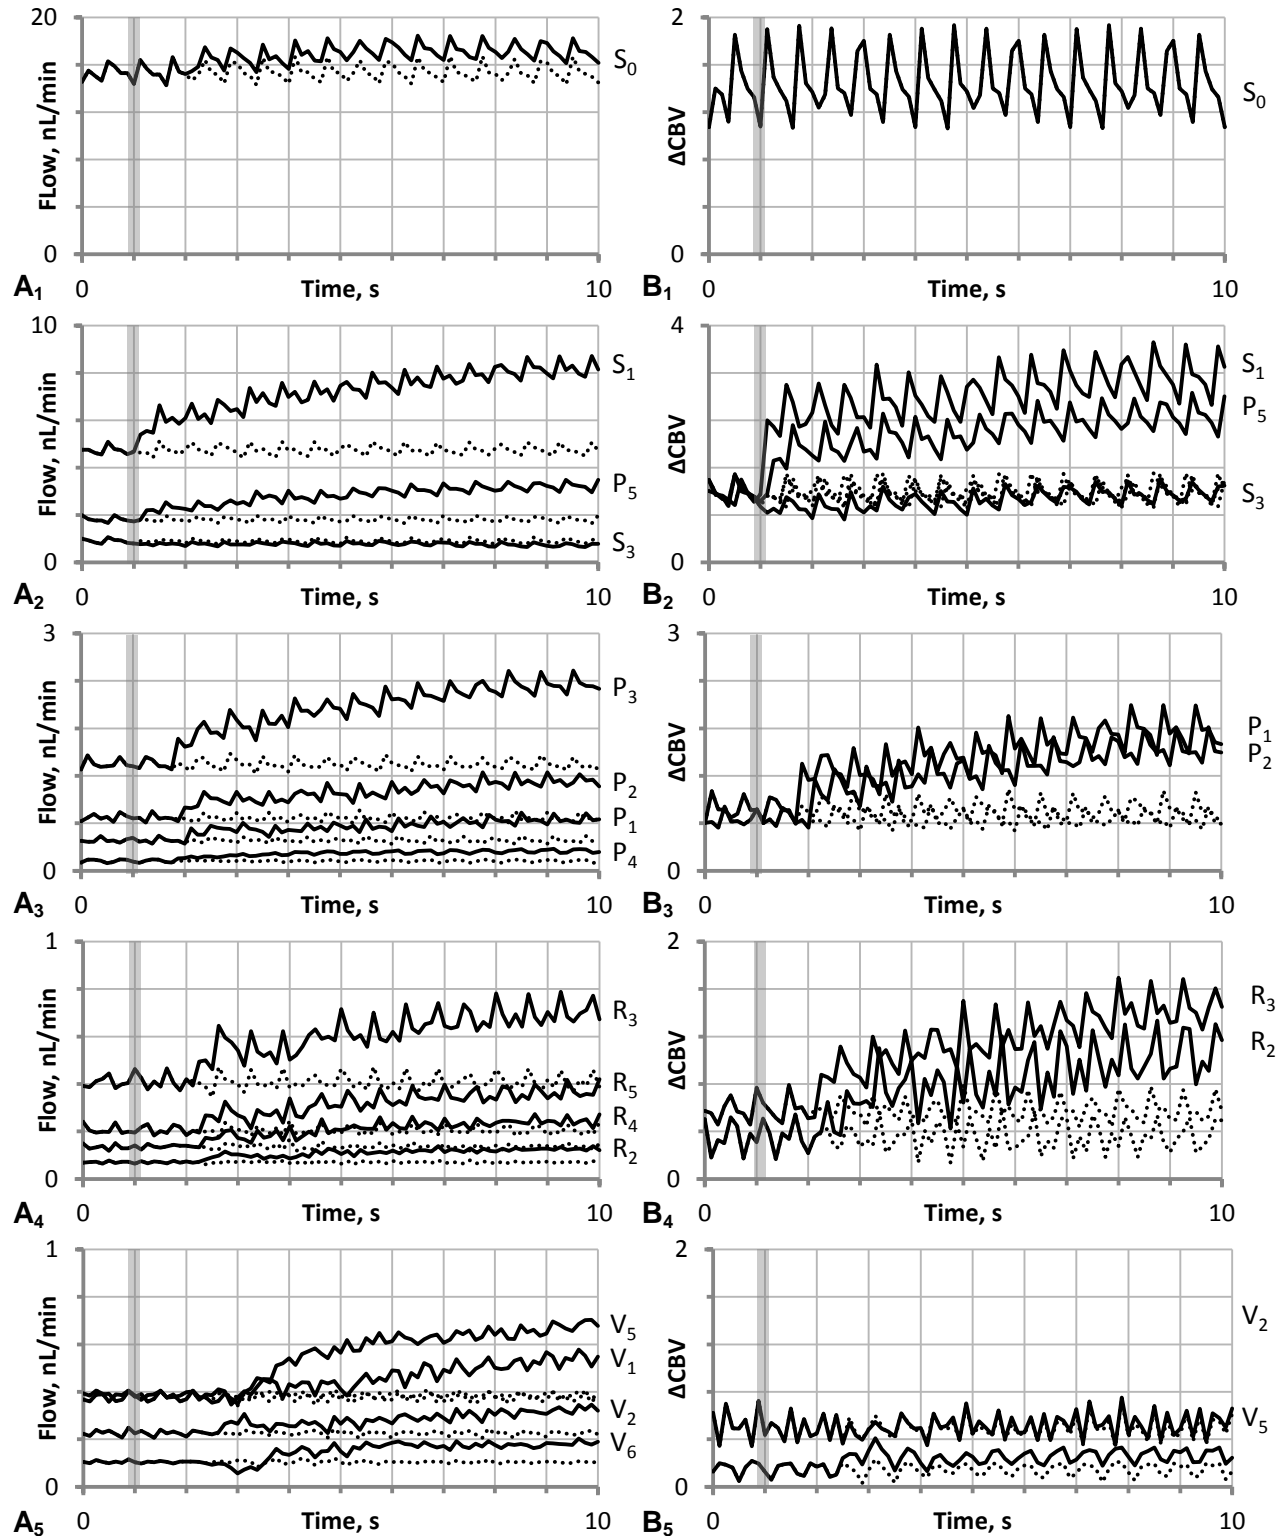 20
FLow, nL/min
S0
0
A1
0
Time, s
10
2
ΔCBV
S0
0
B1
0
Time, s
10
10
Flow, nL/min
S1
P5
S3
0
A2
0
Time, s
10
4
ΔCBV
S1
P5
S3
0
B2
0
Time, s
10
3
Flow, nL/min
P3
P2
P1
P4
0
A3
0
Time, s
10
3
ΔCBV
P1
P2
0
B3
0
Time, s
10
1
Flow, nL/min
R3
R5
R4
R2
0
A4
0
Time, s
10
2
ΔCBV
R3
R2
0
B4
0
Time, s
10
1
Flow, nL/min
V5
V1
V2
V6
0
A5
0
Time, s
10
2
ΔCBV
V2
V5
0
B5
0
Time, s
10